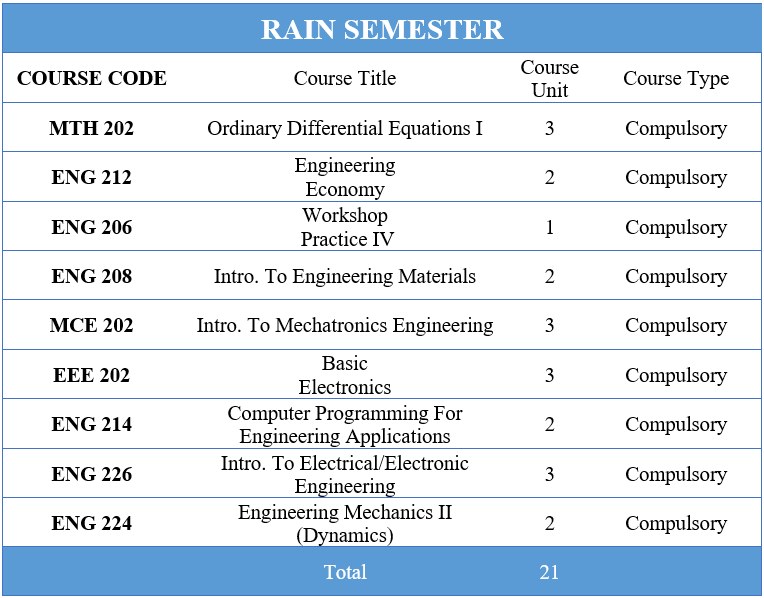 RAIN SEMESTER
COURSE CODE Course Title Course Unit Course Type
MTH 202 Ordinary Differential Equations I 3 Compulsory
ENG 212 Engineering Economy 2 Compulsory
ENG 206 Workshop Practice IV 1 Compulsory
ENG 208 Intro. To Engineering Materials 2 Compulsory
MCE 202 Intro. To Mechatronics Engineering 3 Compulsory
EEE 202 Basic Electronics 3 Compulsory
ENG 214 Computer Programming For Engineering Applications 2 Compulsory
ENG 226 Intro. To Electrical/Electronic Engineering 3 Compulsory
ENG 224 Engineering Mechanics II (Dynamics) 2 Compulsory
Total 21